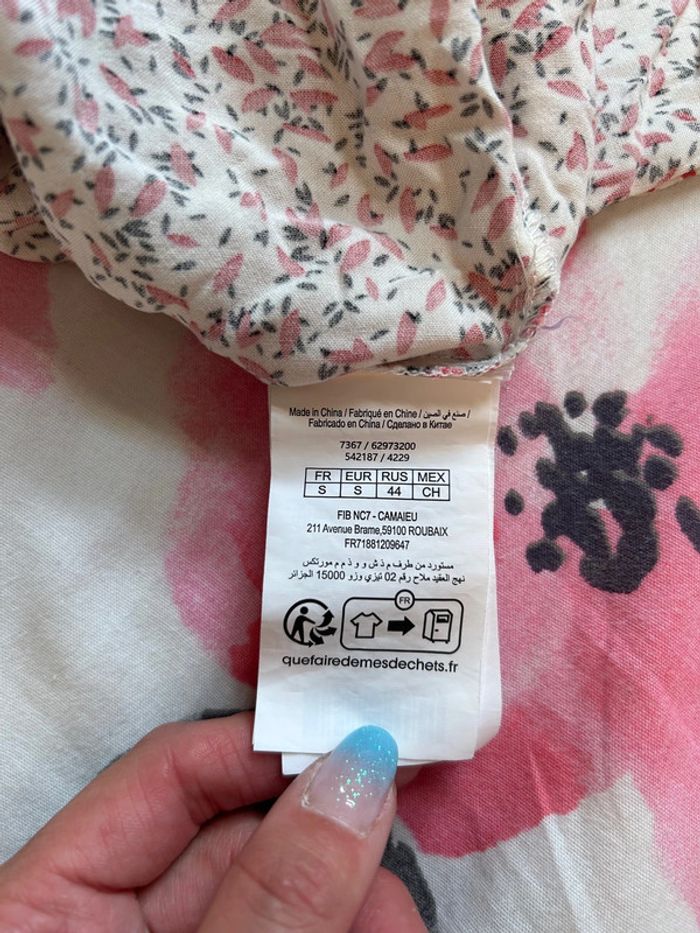 Made in China / Fabriqué en Chine / صنع في الصين /
Fabricado en China / Сделано в Китае
7367 / 62973200
542187 / 4229
FR EUR RUS MEX
S S 44 CH
FIB NC7 - CAMAIEU
211 Avenue Brame,59100 ROUBAIX
FR71881209647
مستورد من طرف م ذ ش و و ذ م م مورتكس
نهج العقيد ملاح رقم 02 تيزي وزو 15000 الجزائر
FR
quefairedemesdechets.fr